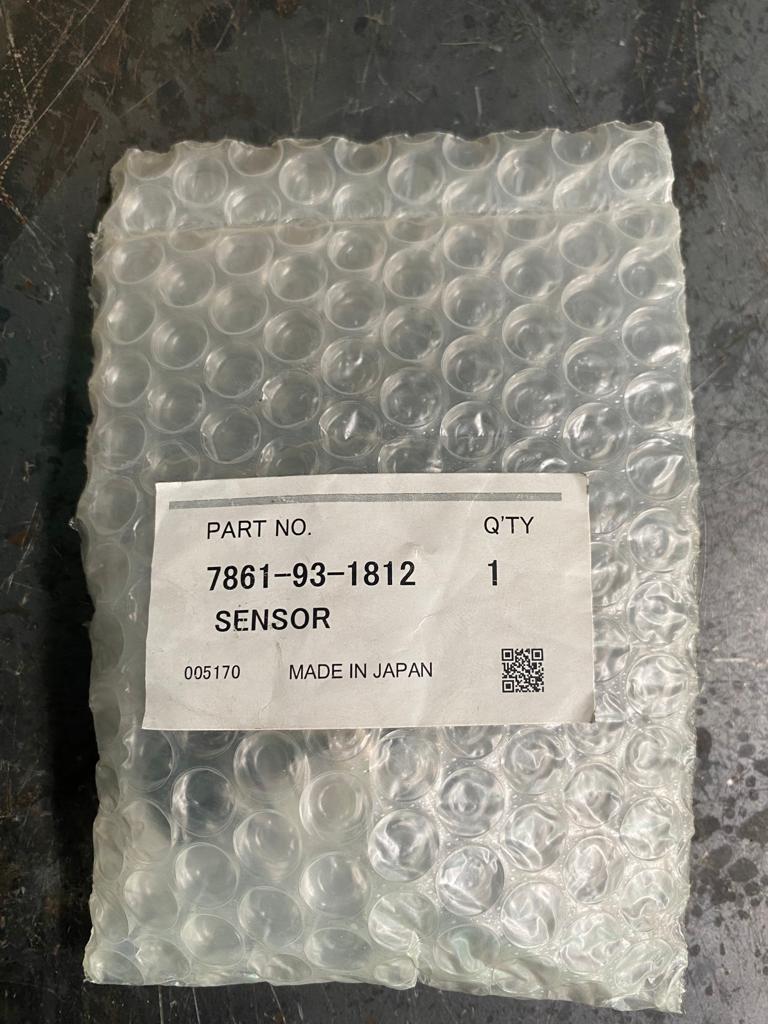 PART NO. Q'TY
7861-93-1812 1
SENSOR
005170 MADE IN JAPAN